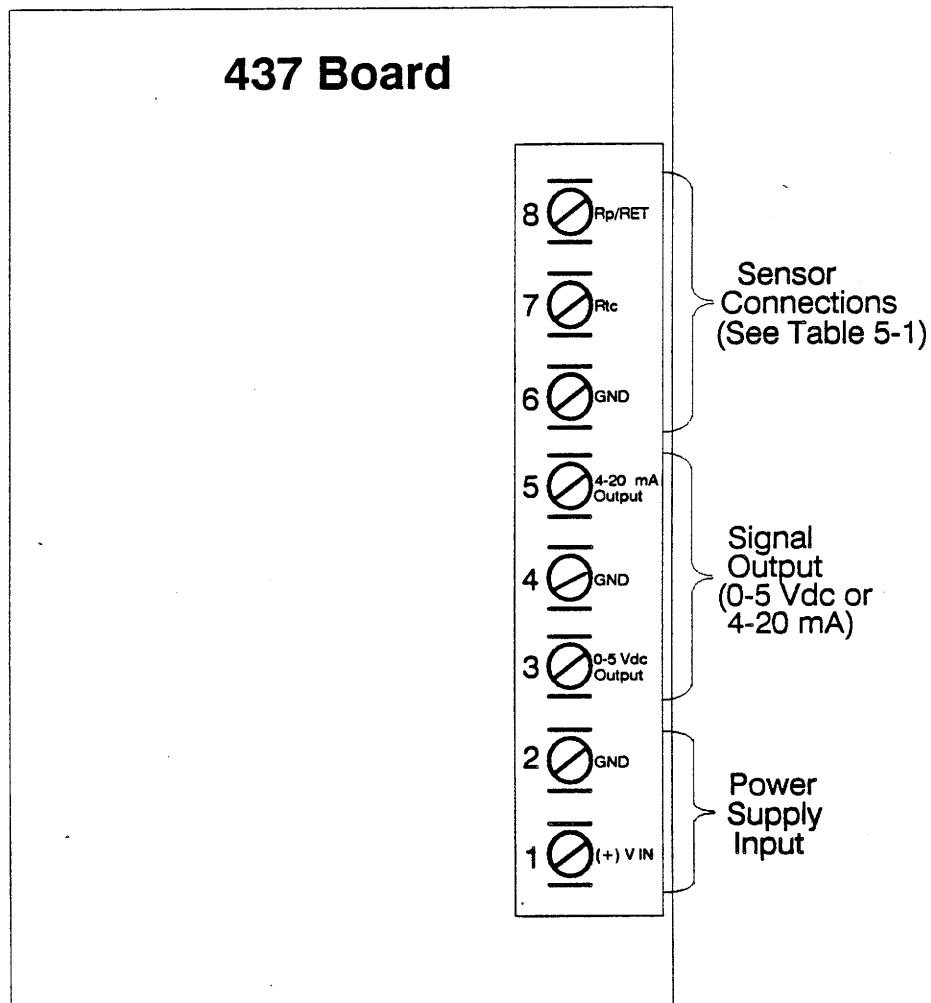 437 Board
8 Rp/RET
7 Rtc
6 GND
5 4-20 mA
Output
4 GND
3 0-5 Vdc
Output
2 GND
1 (+) V IN
Sensor
Connections
(See Table 5-1)
Signal
Output
(0-5 Vdc or
4-20 mA)
Power
Supply
Input